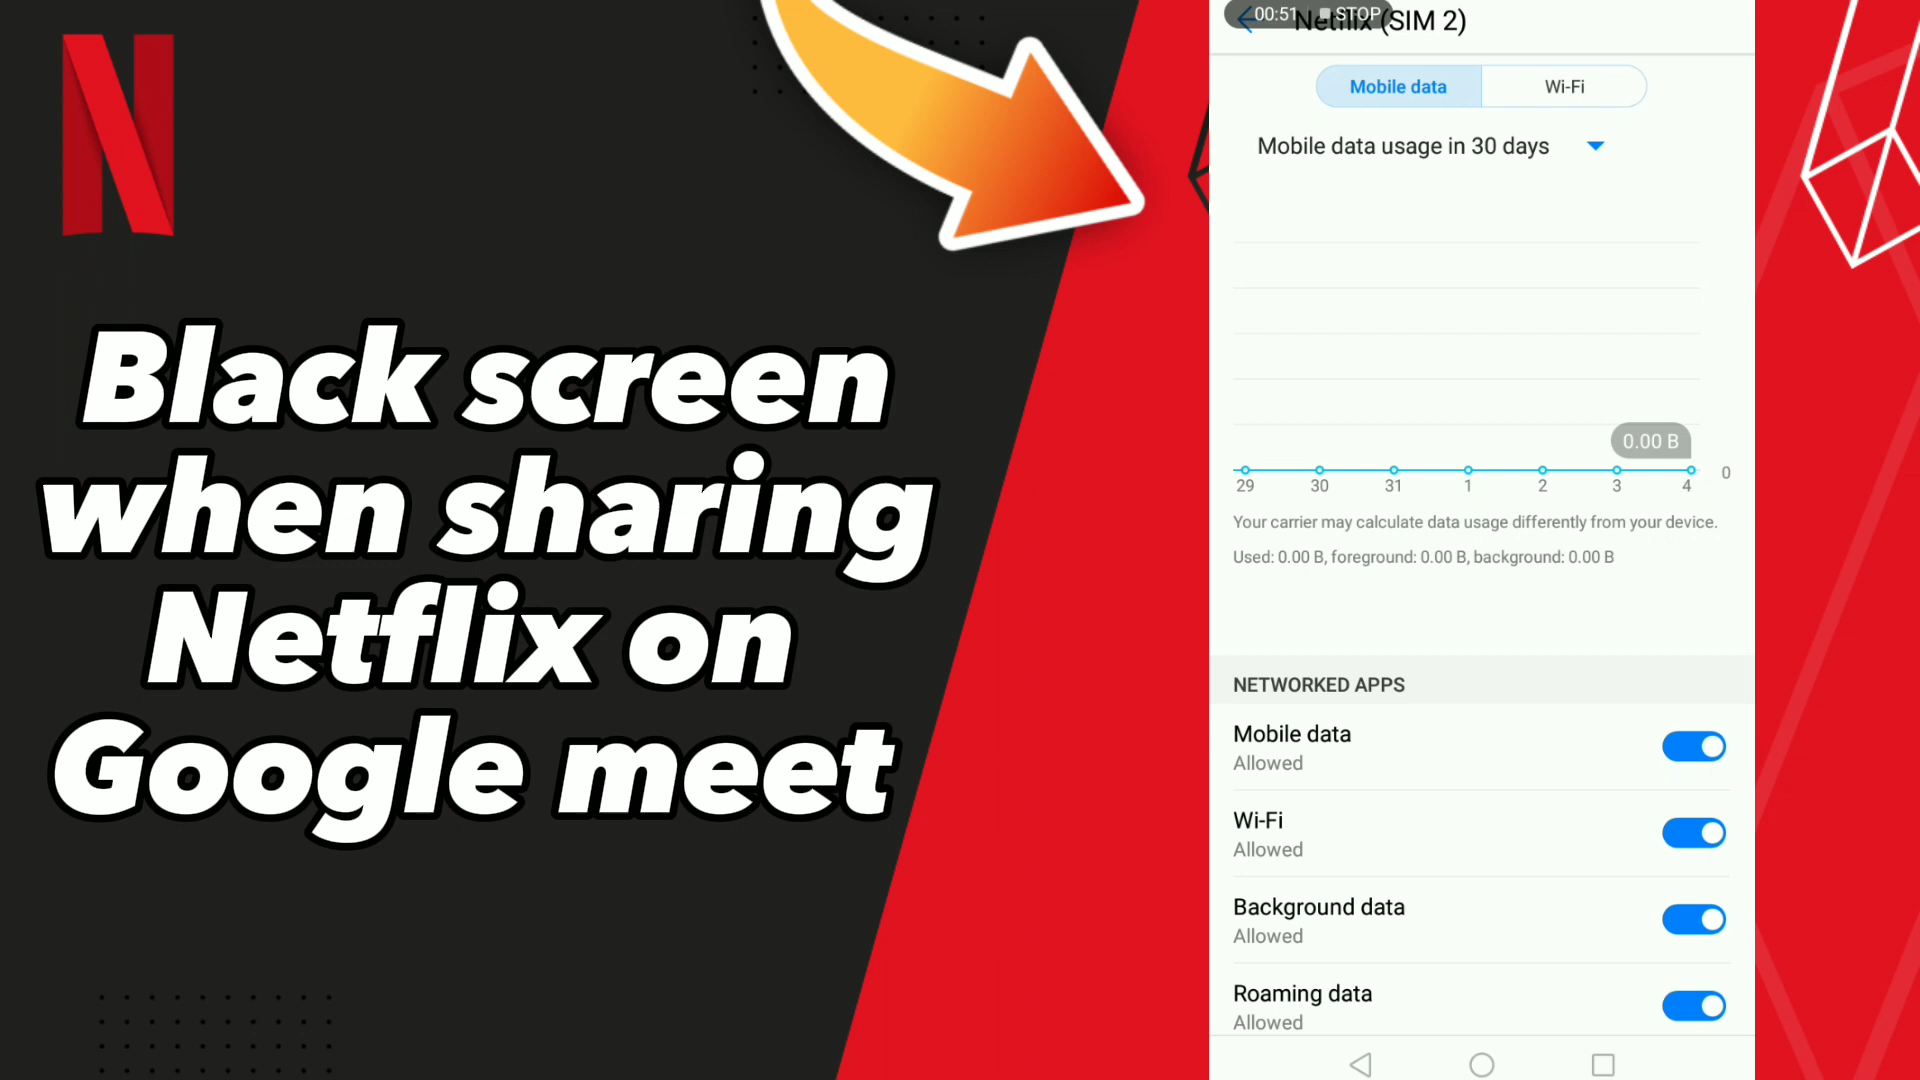 Black screen
when sharing
Netflix on
Google meet
00:51 STOP
Netflix (SIM 2)
Mobile data Wi-Fi
Mobile data usage in 30 days
0.00 B
0
29 30 31 1 2 3 4
Your carrier may calculate data usage differently from your device.
Used: 0.00 B, foreground: 0.00 B, background: 0.00 B
NETWORKED APPS
Mobile data
Allowed
Wi-Fi
Allowed
Background data
Allowed
Roaming data
Allowed